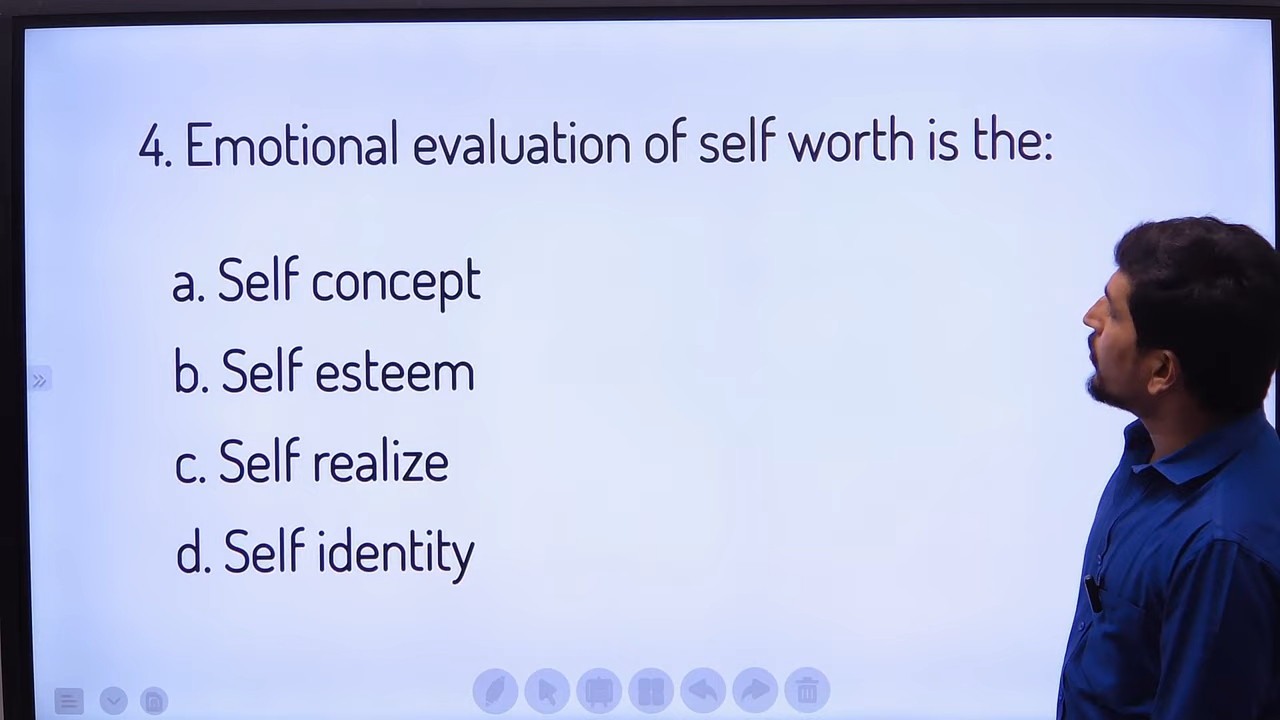 4. Emotional evaluation of self worth is the:
a. Self concept
b. Self esteem
c. Self realize
d. Self identity